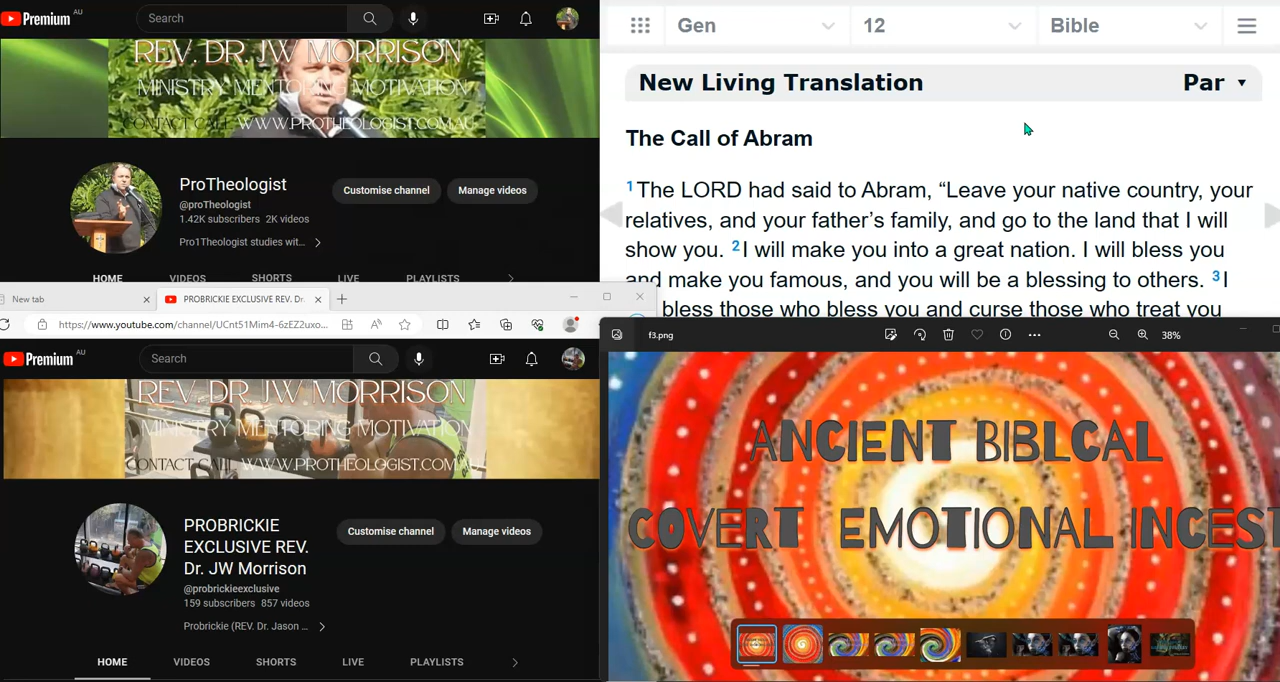 Premium AU
Search
REV. DR. JW MORRISON
MINISTRY MENTORING MOTIVATION
CONTACT CALL WWW.PROTHEOLOGIST.COM.AU
ProTheologist
@proTheologist
1.42K subscribers 2K videos
Pro1Theologist studies wit...
Customise channel
Manage videos
HOME VIDEOS SHORTS LIVE PLAYLISTS
Gen 12 Bible
New Living Translation Par
The Call of Abram
1 The LORD had said to Abram, “Leave your native country, your
relatives, and your father’s family, and go to the land that I will
show you. 2 I will make you into a great nation. I will bless you
and make you famous, and you will be a blessing to others. 3 I
bless those who bless you and curse those who treat you
New tab
PROBRICKIE EXCLUSIVE REV. Dr.
https://www.youtube.com/channel/UCnt51Mim4-6zEZ2uxo...
Premium AU
Search
REV. DR. JW MORRISON
MINISTRY MENTORING MOTIVATION
CONTACT CALL WWW.PROTHEOLOGIST.COM.AU
PROBRICKIE
EXCLUSIVE REV.
Dr. JW Morrison
@probrickieexclusive
159 subscribers 857 videos
Probrickie (REV. Dr. Jason ...
Customise channel
Manage videos
HOME VIDEOS SHORTS LIVE PLAYLISTS
f3.png
38%
ANCIENT BIBLCAL
COVERT EMOTIONAL INCEST